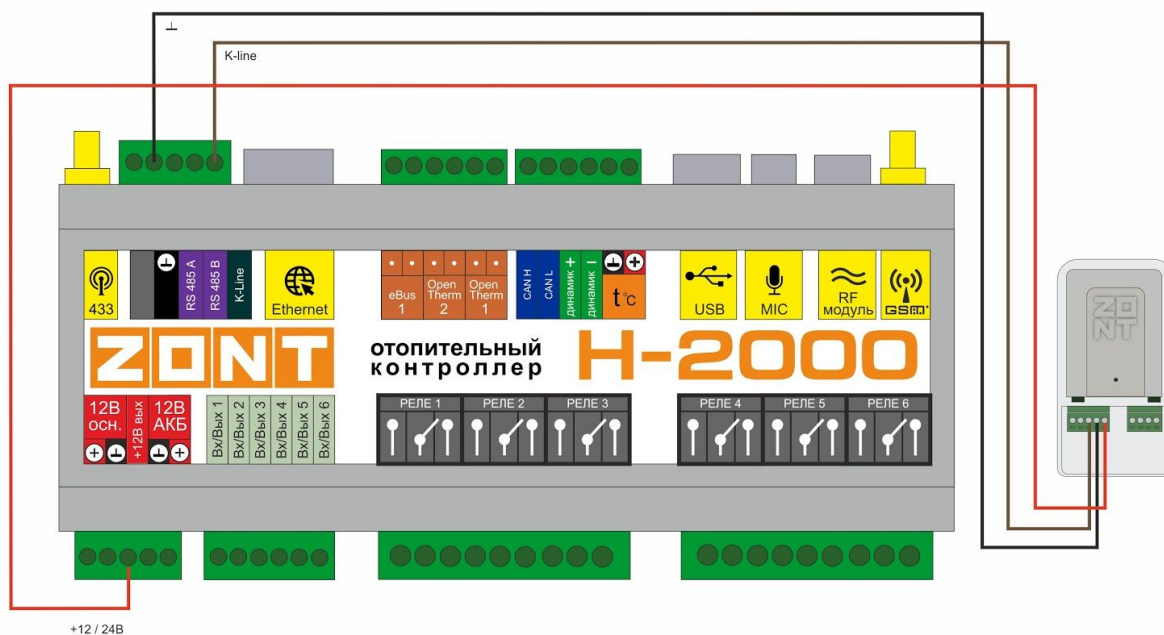 ⊥
K-line
433
⊥
RS 485 A
RS 485 B
K-Line
Ethernet
eBus
1
Open
Therm
2
Open
Therm
1
CAN H
CAN L
динамик +
динамик –
⊥ +
t°C
USB
MIC
RF
модуль
GSM
ZONT
отопительный
контроллер
H-2000
ZO
NT
12В
осн.
+ ⊥
+12В вых
12В
АКБ
⊥ +
Вх/Вых 1
Вх/Вых 2
Вх/Вых 3
Вх/Вых 4
Вх/Вых 5
Вх/Вых 6
РЕЛЕ 1
РЕЛЕ 2
РЕЛЕ 3
РЕЛЕ 4
РЕЛЕ 5
РЕЛЕ 6
+12 / 24В